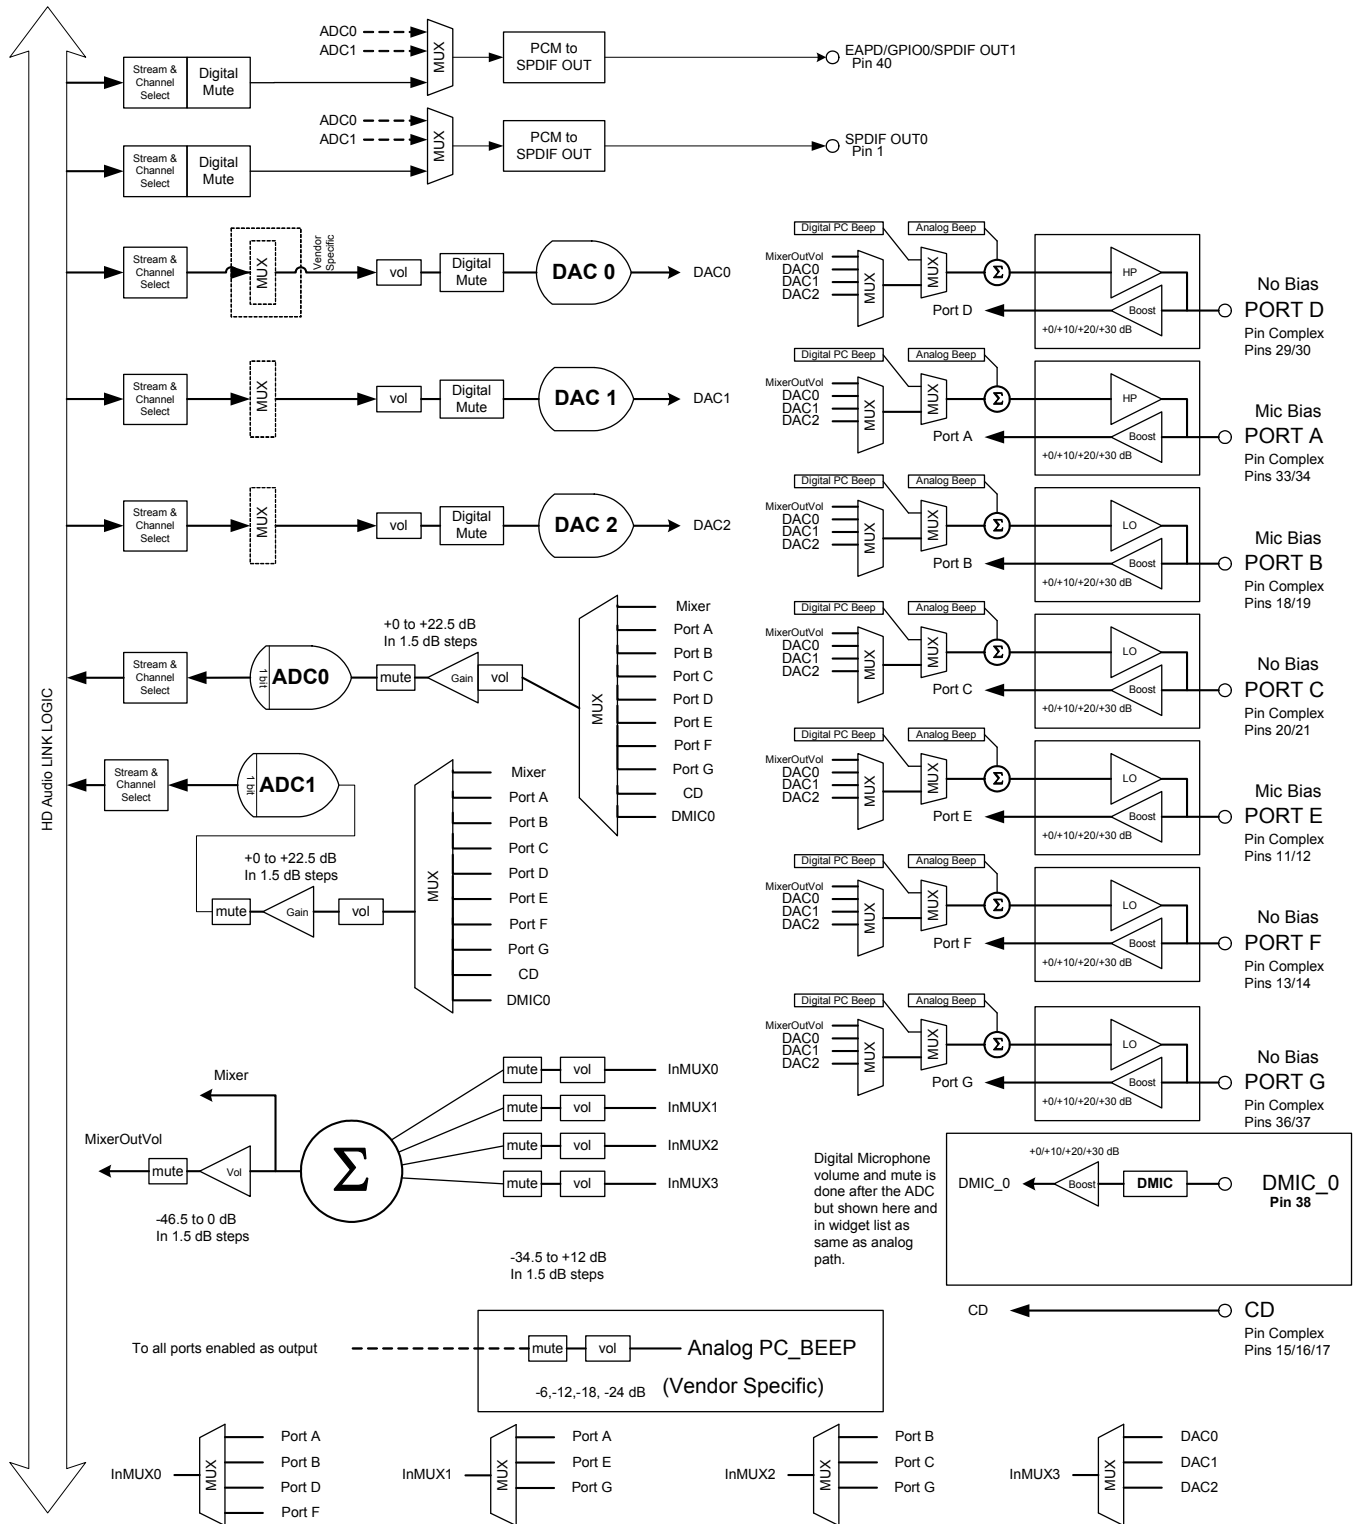 HD Audio LINK LOGIC
ADC0
ADC1
Stream &
Channel
Select
Digital
Mute
MUX
PCM to
SPDIF OUT
EAPD/GPIO0/SPDIF OUT1
Pin 40
ADC0
ADC1
Stream &
Channel
Select
Digital
Mute
MUX
PCM to
SPDIF OUT
SPDIF OUT0
Pin 1
Stream &
Channel
Select
MUX
Vendor
Specific
vol
Digital
Mute
DAC 0
DAC0
Stream &
Channel
Select
MUX
vol
Digital
Mute
DAC 1
DAC1
Stream &
Channel
Select
MUX
vol
Digital
Mute
DAC 2
DAC2
Digital PC Beep
Analog Beep
MixerOutVol
DAC0
DAC1
DAC2
MUX
MUX
Σ
HP
Boost
Port D
+0/+10/+20/+30 dB
No Bias
PORT D
Pin Complex
Pins 29/30
Digital PC Beep
Analog Beep
MixerOutVol
DAC0
DAC1
DAC2
MUX
MUX
Σ
HP
Boost
Port A
+0/+10/+20/+30 dB
Mic Bias
PORT A
Pin Complex
Pins 33/34
Digital PC Beep
Analog Beep
MixerOutVol
DAC0
DAC1
DAC2
MUX
MUX
Σ
LO
Boost
Port B
+0/+10/+20/+30 dB
Mic Bias
PORT B
Pin Complex
Pins 18/19
Digital PC Beep
Analog Beep
MixerOutVol
DAC0
DAC1
DAC2
MUX
MUX
Σ
LO
Boost
Port C
+0/+10/+20/+30 dB
No Bias
PORT C
Pin Complex
Pins 20/21
Digital PC Beep
Analog Beep
MixerOutVol
DAC0
DAC1
DAC2
MUX
MUX
Σ
LO
Boost
Port E
+0/+10/+20/+30 dB
Mic Bias
PORT E
Pin Complex
Pins 11/12
Digital PC Beep
Analog Beep
MixerOutVol
DAC0
DAC1
DAC2
MUX
MUX
Σ
LO
Boost
Port F
+0/+10/+20/+30 dB
No Bias
PORT F
Pin Complex
Pins 13/14
Digital PC Beep
Analog Beep
MixerOutVol
DAC0
DAC1
DAC2
MUX
MUX
Σ
LO
Boost
Port G
+0/+10/+20/+30 dB
No Bias
PORT G
Pin Complex
Pins 36/37
Stream &
Channel
Select
1 bit
ADC0
mute
Gain
vol
+0 to +22.5 dB
In 1.5 dB steps
MUX
Mixer
Port A
Port B
Port C
Port D
Port E
Port F
Port G
CD
DMIC0
Stream &
Channel
Select
1 bit
ADC1
+0 to +22.5 dB
In 1.5 dB steps
mute
Gain
vol
MUX
Mixer
Port A
Port B
Port C
Port D
Port E
Port F
Port G
CD
DMIC0
Mixer
MixerOutVol
mute
Vol
-46.5 to 0 dB
In 1.5 dB steps
Σ
mute
vol
InMUX0
mute
vol
InMUX1
mute
vol
InMUX2
mute
vol
InMUX3
-34.5 to +12 dB
In 1.5 dB steps
Digital Microphone
volume and mute is
done after the ADC
but shown here and
in widget list as
same as analog
path.
+0/+10/+20/+30 dB
DMIC_0
Boost
DMIC
DMIC_0
Pin 38
CD
CD
Pin Complex
Pins 15/16/17
To all ports enabled as output
mute
vol
Analog PC_BEEP
-6,-12,-18, -24 dB
(Vendor Specific)
InMUX0
MUX
Port A
Port B
Port D
Port F
InMUX1
MUX
Port A
Port E
Port G
InMUX2
MUX
Port B
Port C
Port G
InMUX3
MUX
DAC0
DAC1
DAC2